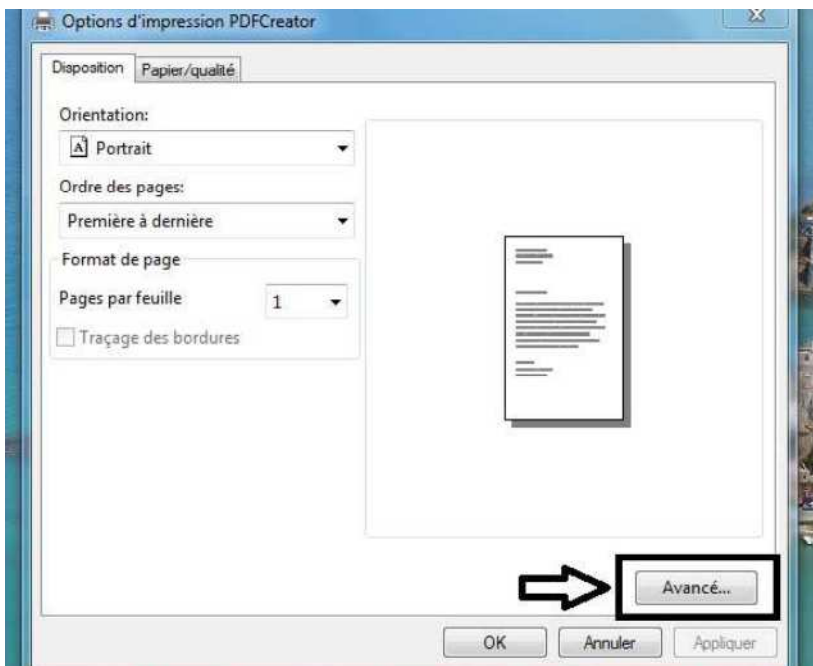 Options d'impression PDFCreator
Disposition
Papier/qualité
Orientation:
Portrait
Ordre des pages:
Première à dernière
Format de page
Pages par feuille
1
Traçage des bordures
Avancé...
OK
Annuler
Appliquer